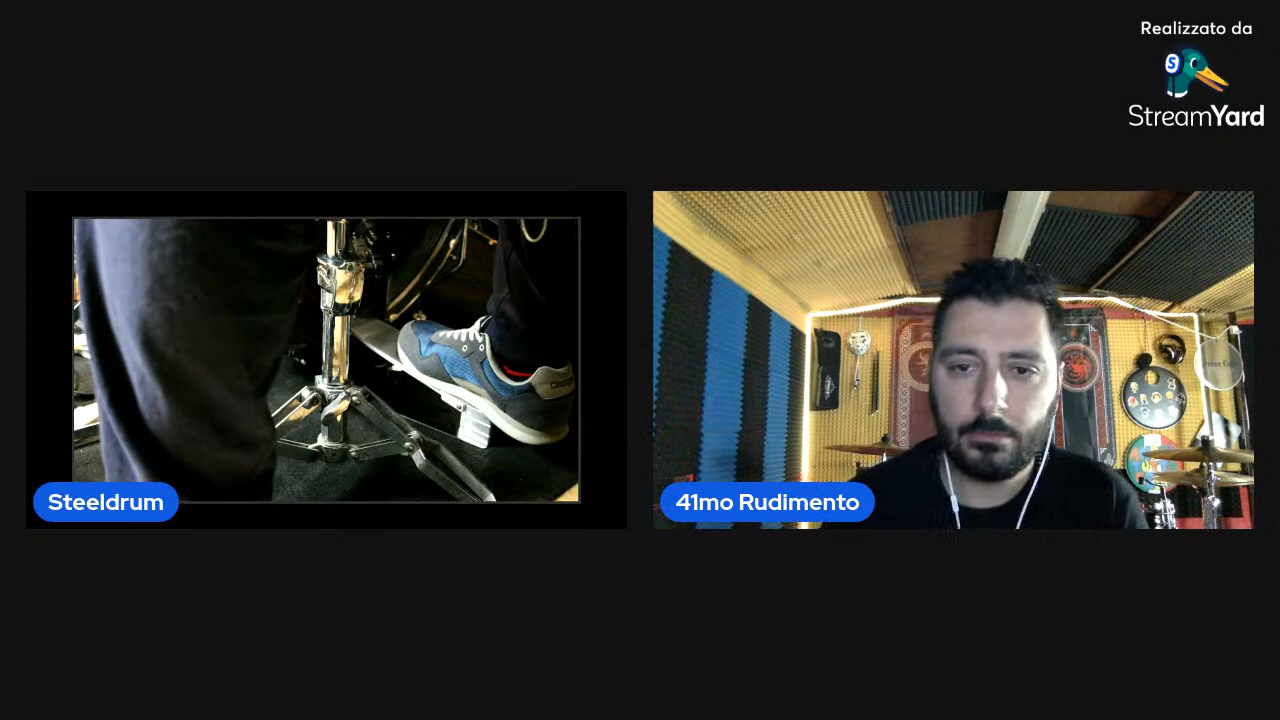 Realizzato da
S
StreamYard
Steeldrum
41mo Rudimento